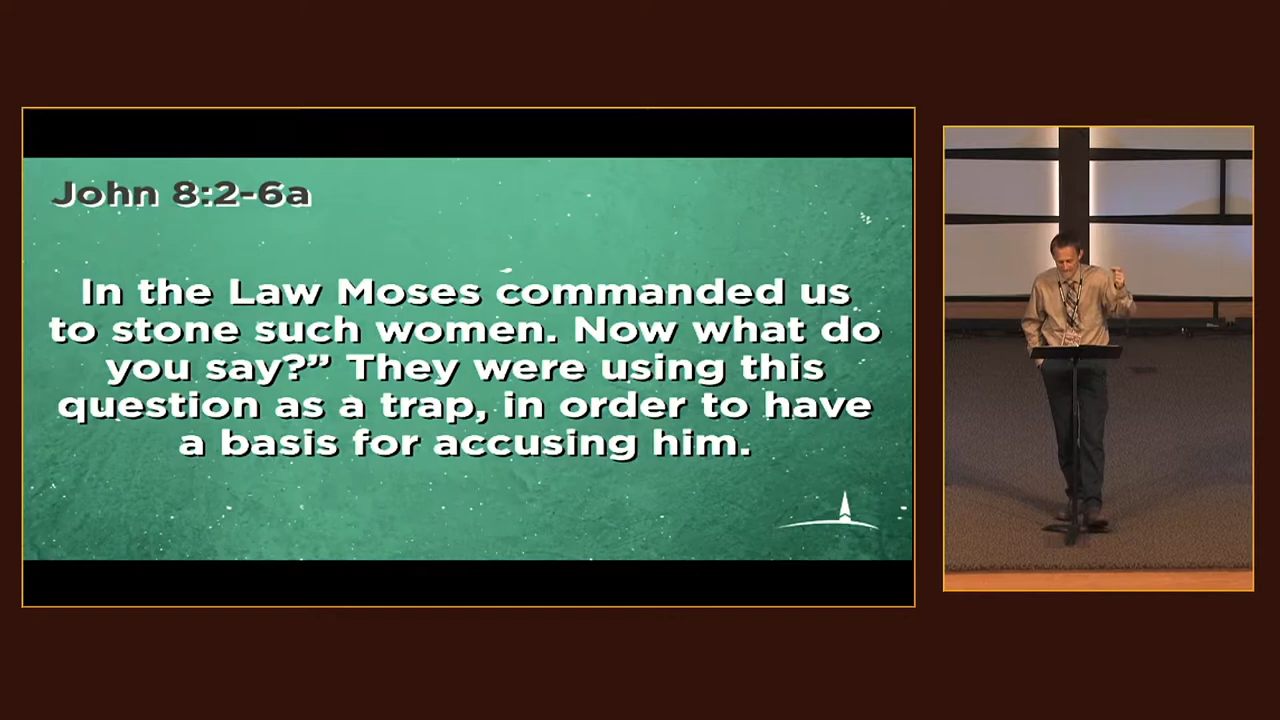 John 8:2-6a
In the Law Moses commanded us
to stone such women. Now what do
you say?” They were using this
question as a trap, in order to have
a basis for accusing him.